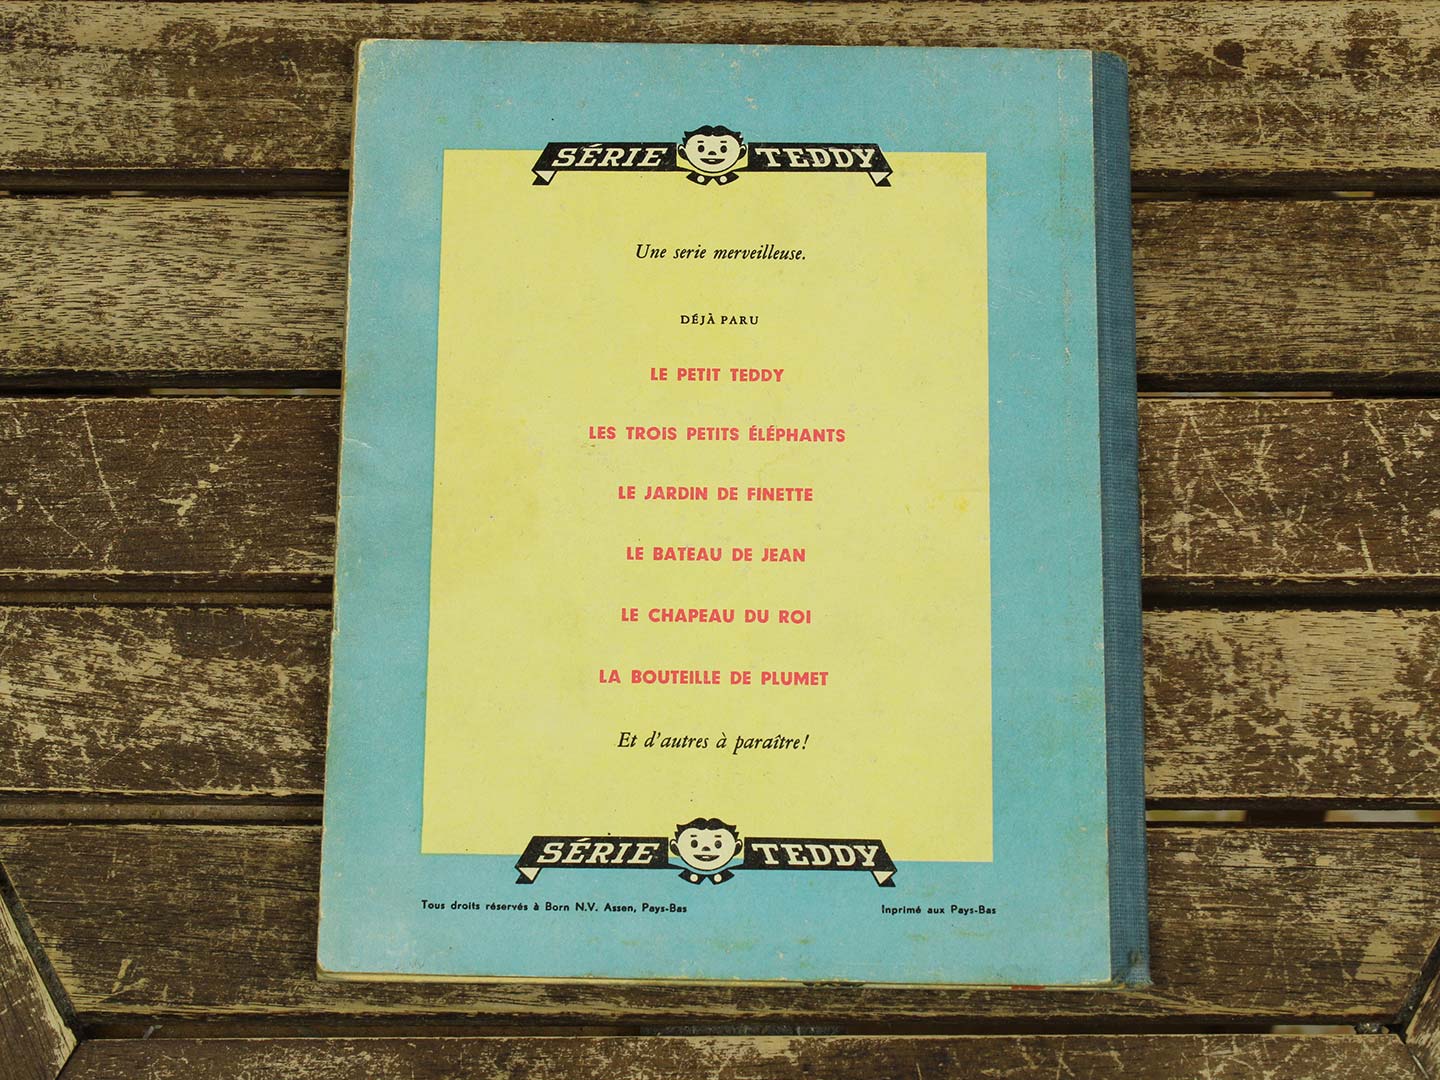 SÉRIE TEDDY
Une serie merveilleuse.
DÉJÀ PARU
LE PETIT TEDDY
LES TROIS PETITS ÉLÉPHANTS
LE JARDIN DE FINETTE
LE BATEAU DE JEAN
LE CHAPEAU DU ROI
LA BOUTEILLE DE PLUMET
Et d'autres à paraître!
SÉRIE TEDDY
Tous droits réservés à Born N.V. Assen, Pays-Bas
Inprimé aux Pays-Bas